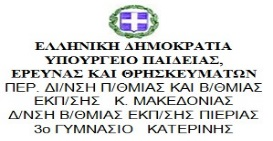 ΕΛΛΗΝΙΚΗ ΔΗΜΟΚΡΑΤΙΑ
ΥΠΟΥΡΓΕΙΟ ΠΑΙΔΕΙΑΣ,
ΕΡΕΥΝΑΣ ΚΑΙ ΘΡΗΣΚΕΥΜΑΤΩΝ
ΠΕΡ. ΔΙ/ΝΣΗ Π/ΘΜΙΑΣ ΚΑΙ Β/ΘΜΙΑΣ
ΕΚΠ/ΣΗΣ Κ. ΜΑΚΕΔΟΝΙΑΣ
Δ/ΝΣΗ Β/ΘΜΙΑΣ ΕΚΠ/ΣΗΣ ΠΙΕΡΙΑΣ
3ο ΓΥΜΝΑΣΙΟ ΚΑΤΕΡΙΝΗΣ